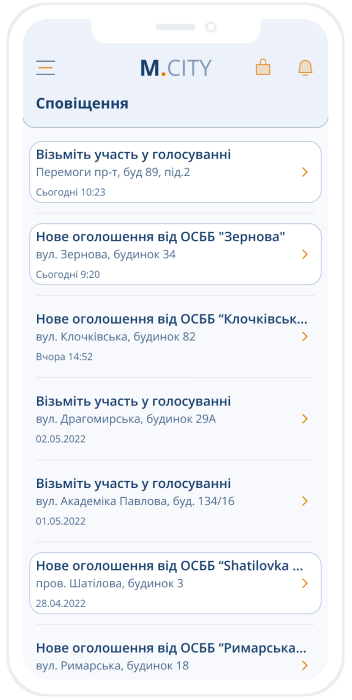 M.CITY
Сповіщення
Візьміть участь у голосуванні
Перемоги пр-т, буд 89, під.2
Сьогодні 10:23
Нове оголошення від ОСББ "Зернова"
вул. Зернова, будинок 34
Сьогодні 9:20
Нове оголошення від ОСББ “Клочківськ...
вул. Клочківська, будинок 82
Вчора 14:52
Візьміть участь у голосуванні
вул. Драгомирська, будинок 29А
02.05.2022
Візьміть участь у голосуванні
вул. Академіка Павлова, буд. 134/16
01.05.2022
Нове оголошення від ОСББ “Shatilovka ...
пров. Шатілова, будинок 3
28.04.2022
Нове оголошення від ОСББ “Римарська...
вул. Римарська, будинок 18